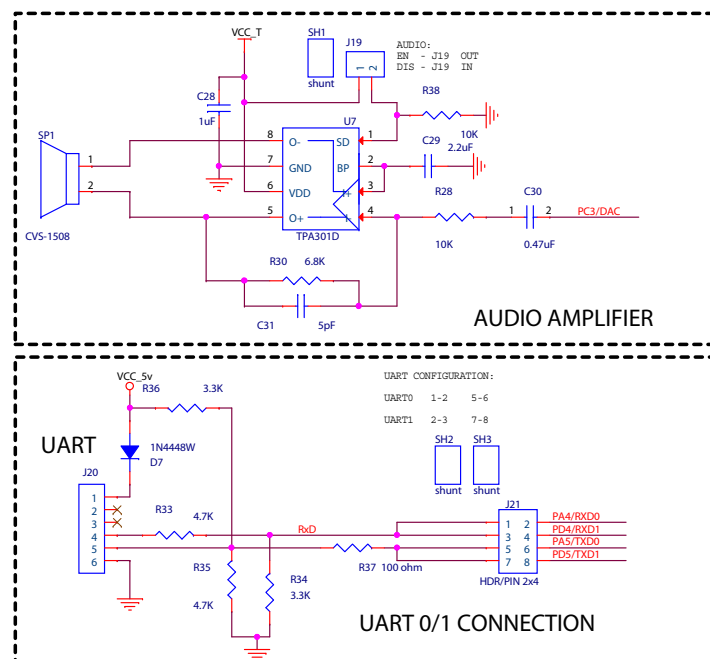 VCC_T
SH1
shunt
J19
1 2
AUDIO:
EN - J19 OUT
DIS - J19 IN
C28
1uF
R38
10K
U7
C29
2.2uF
SP1
1
2
CVS-1508
8 O- SD 1
7 GND BP 2
6 VDD I+ 3
5 O+ I- 4
TPA301D
R28
10K
C30
1 2
0.47uF
PC3/DAC
R30 6.8K
C31 5pF
AUDIO AMPLIFIER
VCC_5v
R36 3.3K
UART CONFIGURATION:
UART0 1-2 5-6
UART1 2-3 7-8
UART
1N4448W
D7
SH2 SH3
shunt shunt
J20
1
2
3
4
5
6
R33
4.7K
RxD
J21
1 2 PA4/RXD0
3 4 PD4/RXD1
5 6 PA5/TXD0
7 8 PD5/TXD1
HDR/PIN 2x4
R35
4.7K
R34
3.3K
R37 100 ohm
UART 0/1 CONNECTION